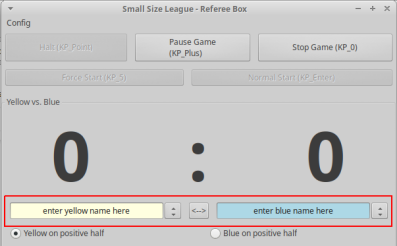 Small Size League - Referee Box
Config
Halt (KP_Point)
Pause Game
(KP_Plus)
Stop Game (KP_0)
Force Start (KP_5)
Normal Start (KP_Enter)
Yellow vs. Blue
0 : 0
enter yellow name here <--> enter blue name here
Yellow on positive half
Blue on positive half